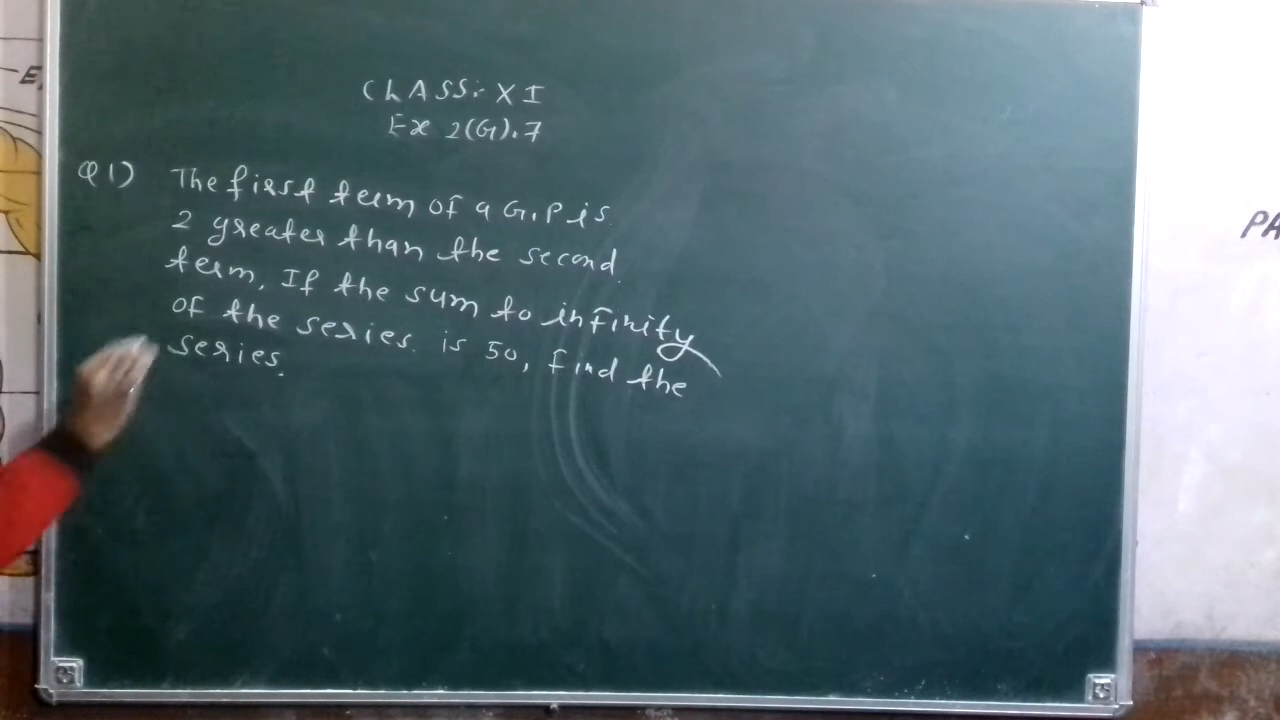 CLASS:- XI
Ex 2(G).7
Q1) The first term of a G.P is
2 greater than the second
term, If the sum to infinity
of the series is 50, find the
series.
PA